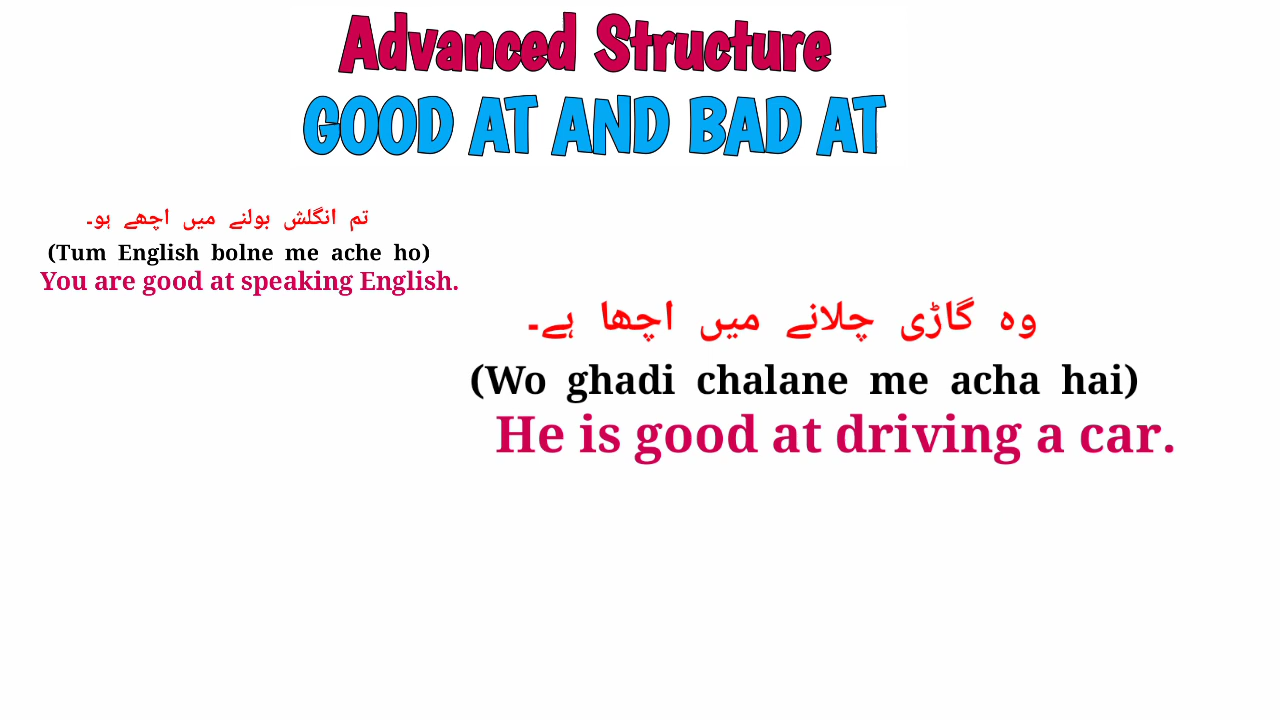 Advanced Structure
GOOD AT AND BAD AT
تم انگلش بولنے میں اچھے ہو۔
(Tum English bolne me ache ho)
You are good at speaking English.
وہ گاڑی چلانے میں اچھا ہے۔
(Wo ghadi chalane me acha hai)
He is good at driving a car.